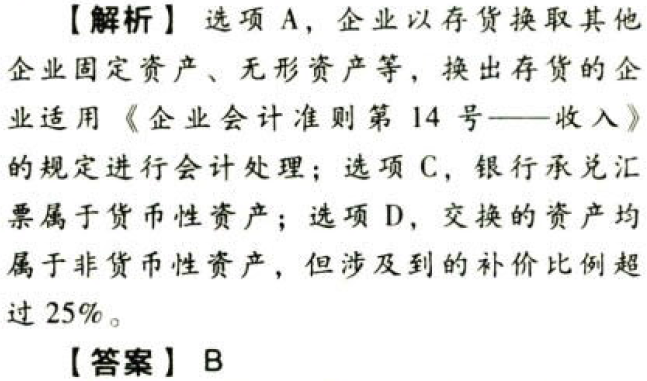 【解析】 选项 A，企业以存货换取其他
企业固定资产、无形资产等，换出存货的企
业适用《企业会计准则第 14 号——收入》
的规定进行会计处理；选项 C，银行承兑汇
票属于货币性资产；选项 D，交换的资产均
属于非货币性资产，但涉及到的补价比例超
过 25%。
【答案】 B